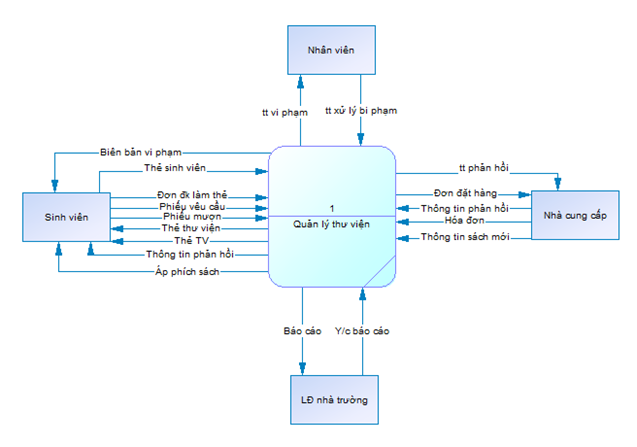 Nhân viên
tt vi phạm
tt xử lý bi phạm
Biên bản vi phạm
Thẻ sinh viên
tt phản hồi
Đơn đk làm thẻ
Phiếu yêu cầu
Phiếu mượn
Thẻ thư viện
Thẻ TV
Thông tin phản hồi
Áp phích sách
Sinh viên
1
Quản lý thư viện
Đơn đặt hàng
Thông tin phản hồi
Hóa đơn
Thông tin sách mới
Nhà cung cấp
Báo cáo
Y/c báo cáo
LĐ nhà trường